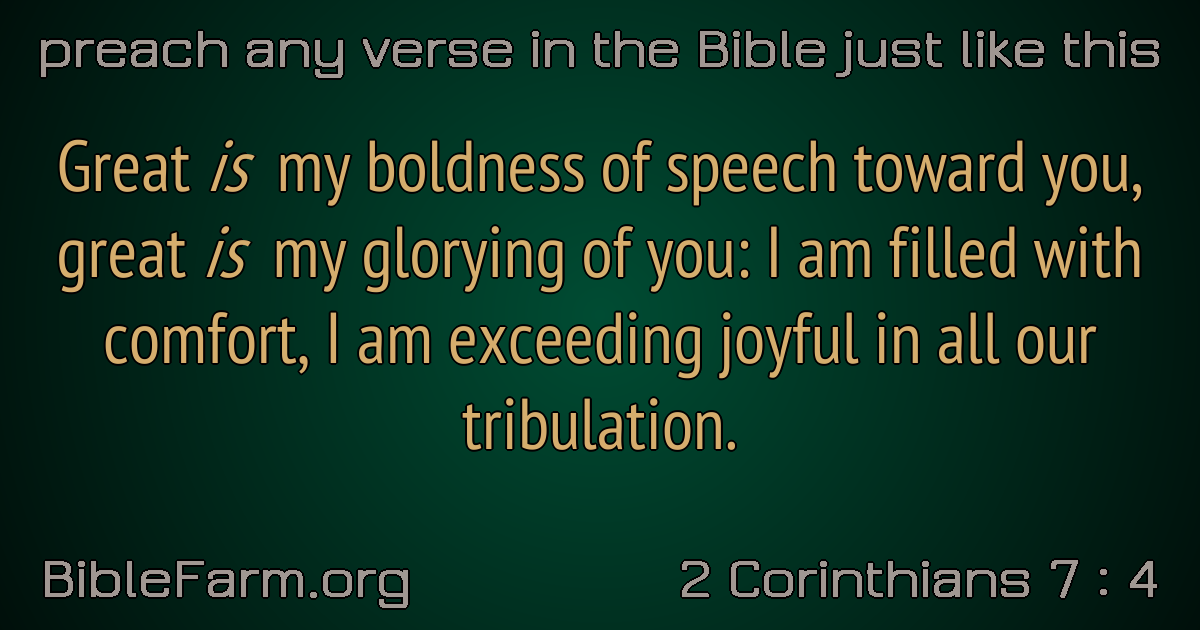 preach any verse in the Bible just like this
Great is my boldness of speech toward you,
great is my glorying of you: I am filled with
comfort, I am exceeding joyful in all our
tribulation.
BibleFarm.org
2 Corinthians 7 : 4